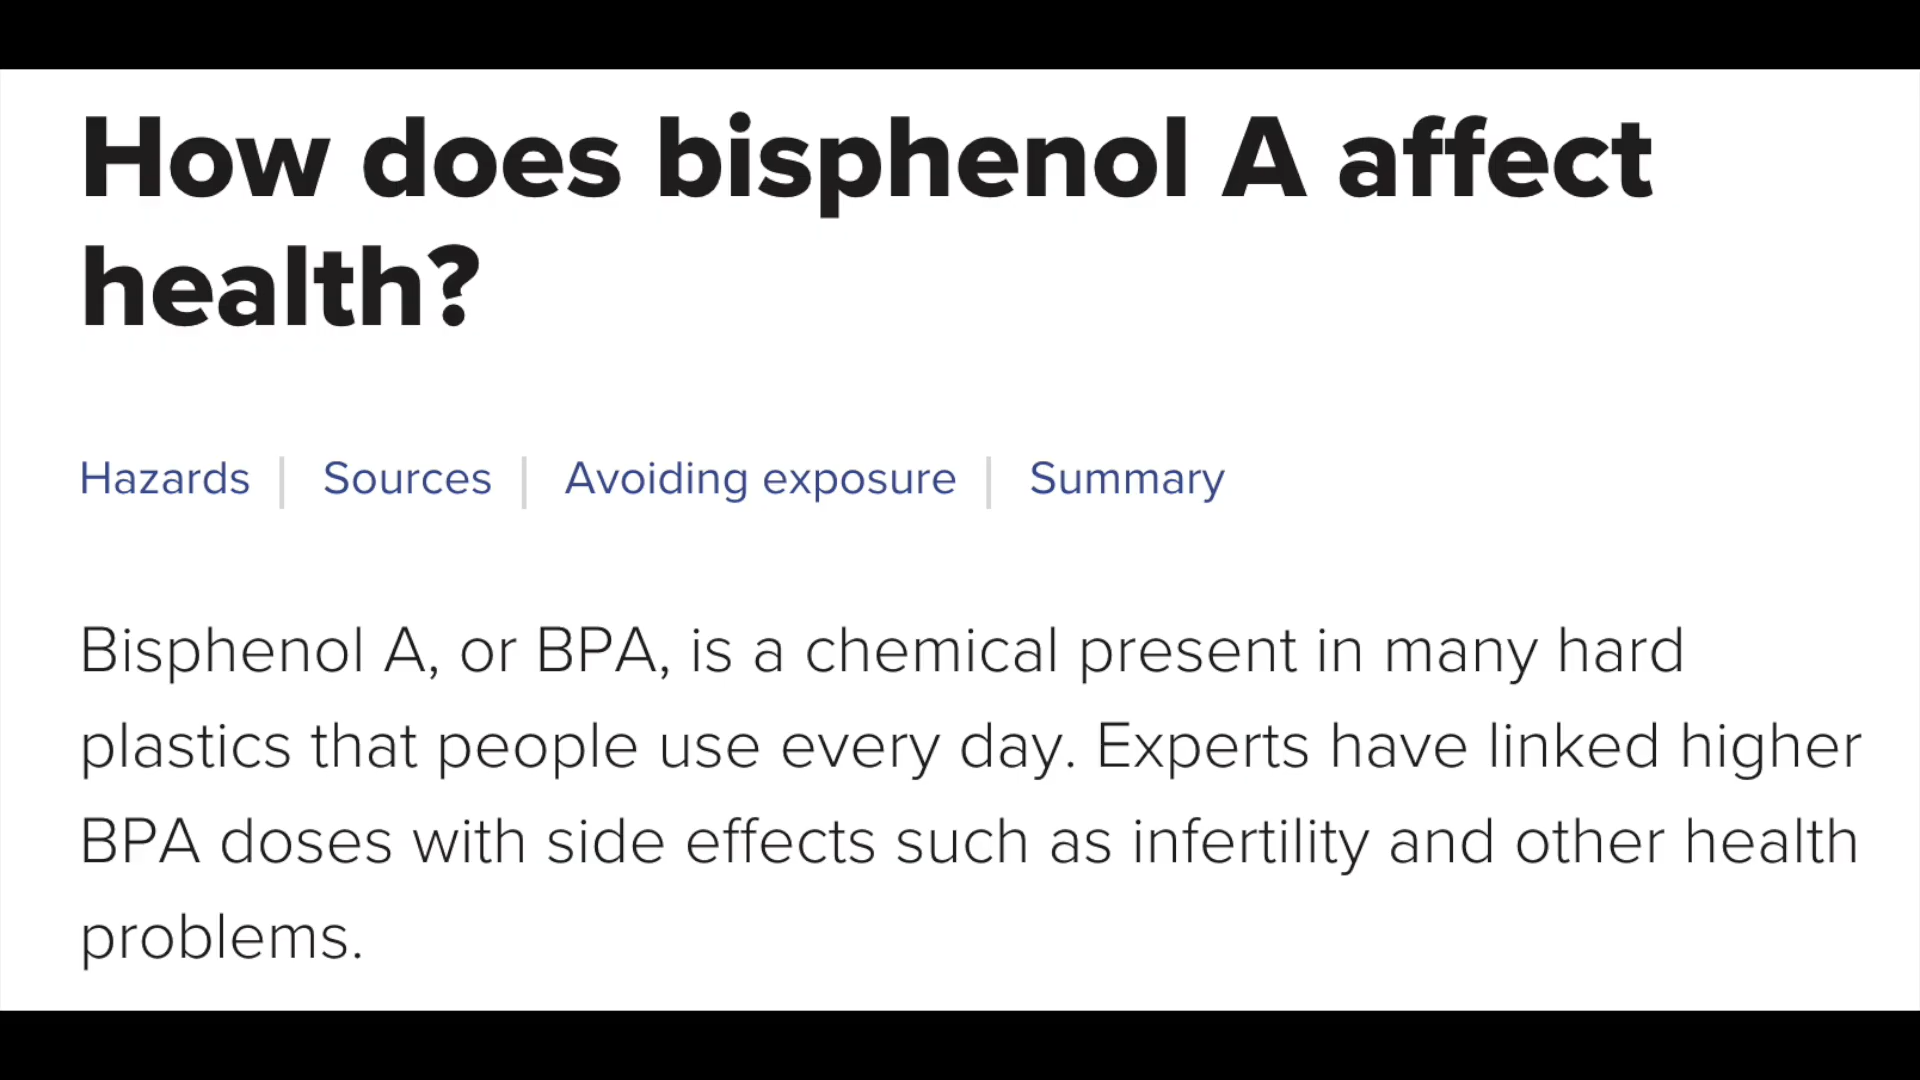 How does bisphenol A affect
health?
Hazards | Sources | Avoiding exposure | Summary
Bisphenol A, or BPA, is a chemical present in many hard
plastics that people use every day. Experts have linked higher
BPA doses with side effects such as infertility and other health
problems.